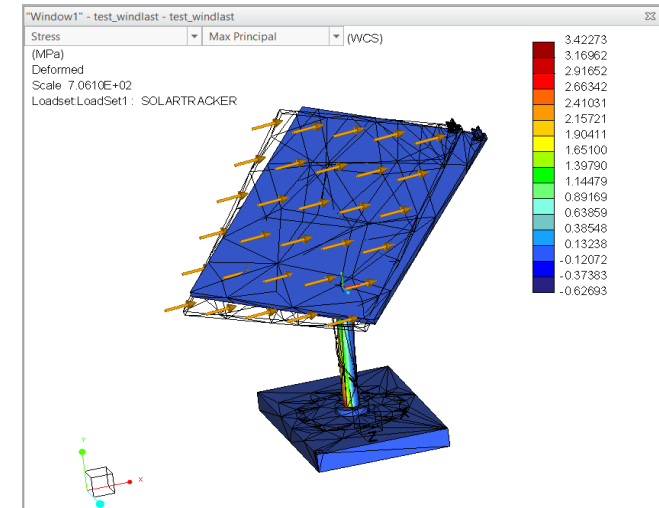 "Window1" - test_windlast - test_windlast
Stress Max Principal (WCS)
(MPa)
Deformed
Scale 7.0610E+02
Loadset:LoadSet1 : SOLARTRACKER
3.42273
3.16962
2.91652
2.66342
2.41031
2.15721
1.90411
1.65100
1.39790
1.14479
0.89169
0.63859
0.38548
0.13238
-0.12072
-0.37383
-0.62693
Y
X
Z
X